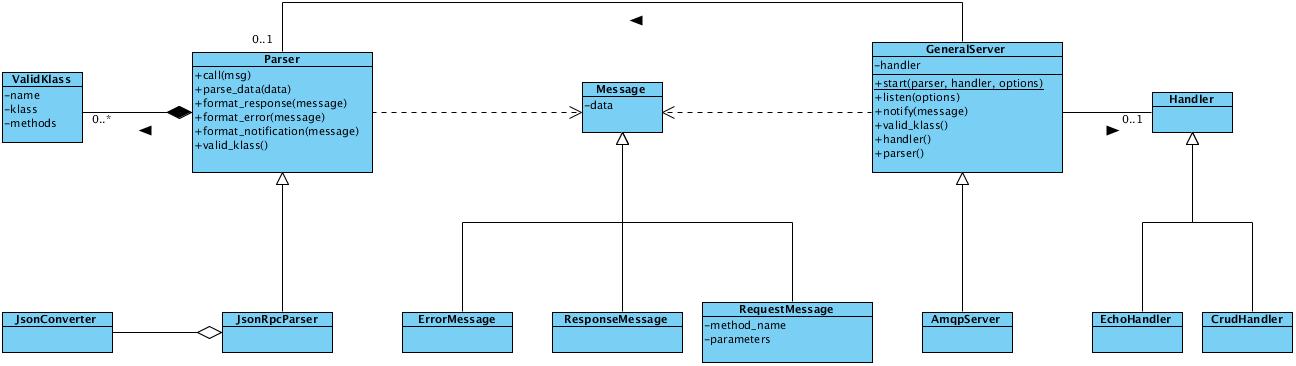 0..1
Parser
+call(msg)
+parse_data(data)
+format_response(message)
+format_error(message)
+format_notification(message)
+valid_klass()
ValidKlass
-name
-klass
-methods
0..*
Message
-data
GeneralServer
-handler
+start(parser, handler, options)
+listen(options)
+notify(message)
+valid_klass()
+handler()
+parser()
Handler
0..1
JsonConverter
JsonRpcParser
ErrorMessage
ResponseMessage
RequestMessage
-method_name
-parameters
AmqpServer
EchoHandler
CrudHandler